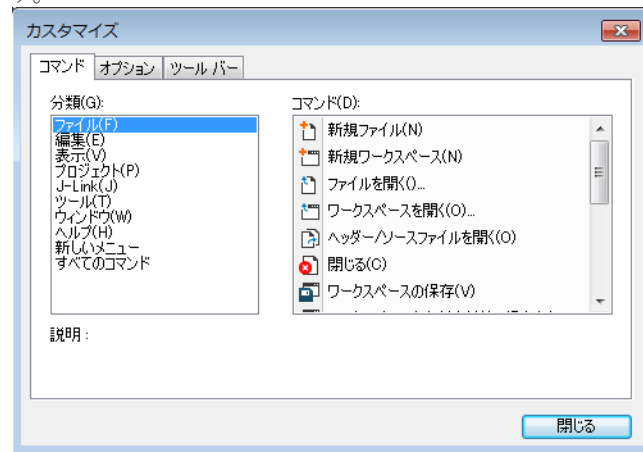 す。
カスタマイズ
コマンド オプション ツール バー
分類(G):
ファイル(F)
編集(E)
表示(V)
プロジェクト(P)
J-Link(J)
ツール(T)
ウィンドウ(W)
ヘルプ(H)
新しいメニュー
すべてのコマンド
コマンド(D):
新規ファイル(N)
新規ワークスペース(N)
ファイルを開く()...
ワークスペースを開く(O)...
ヘッダー/ソースファイルを開く(O)
閉じる(C)
ワークスペースの保存(V)
説明 :
閉じる